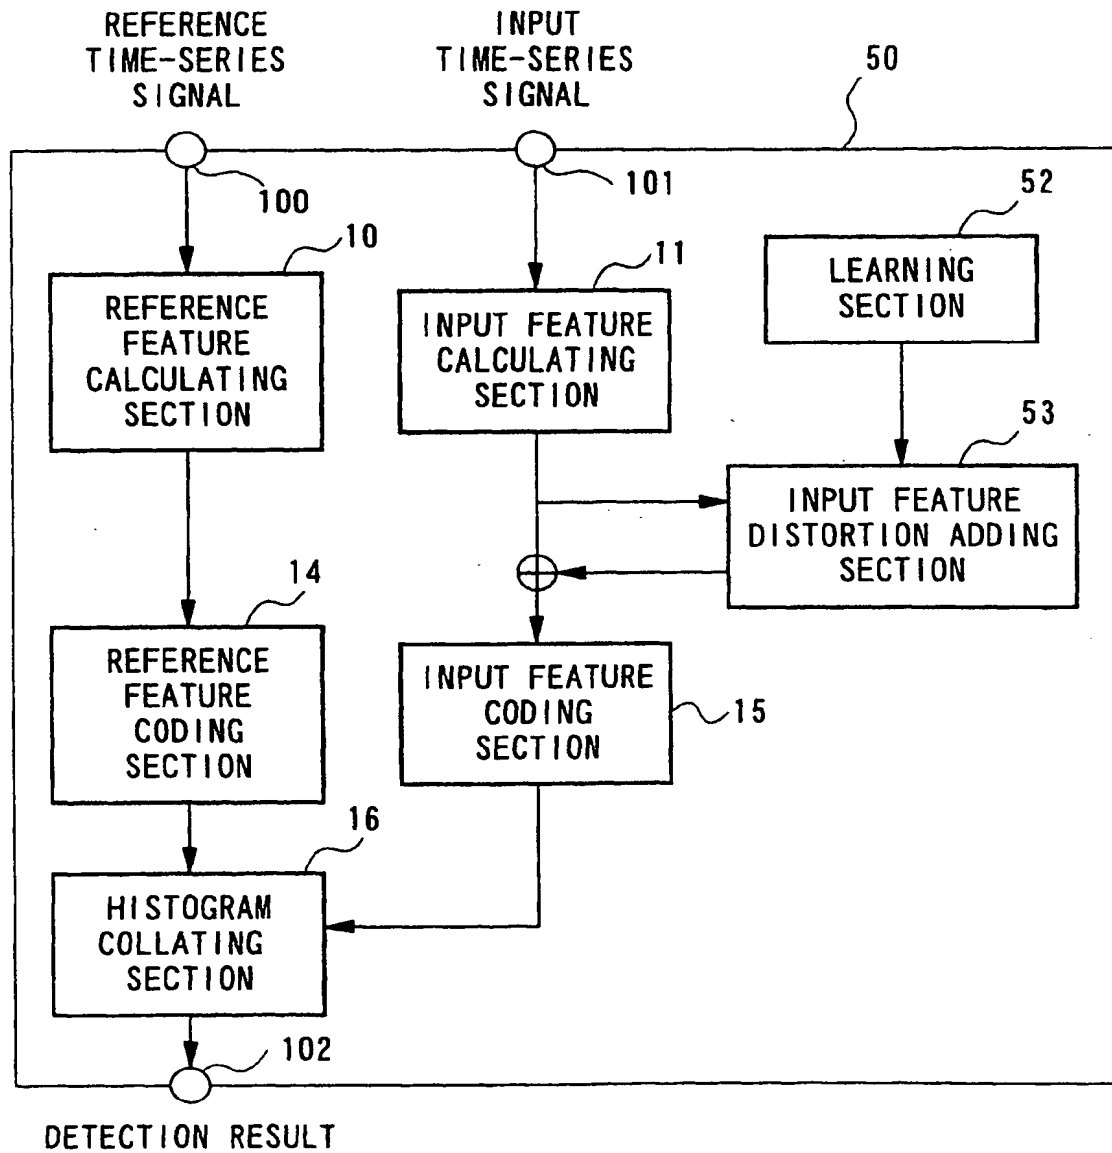 REFERENCE
TIME-SERIES
SIGNAL
INPUT
TIME-SERIES
SIGNAL
50
100
101
52
10
11
LEARNING
SECTION
REFERENCE
FEATURE
CALCULATING
SECTION
INPUT FEATURE
CALCULATING
SECTION
53
INPUT FEATURE
DISTORTION ADDING
SECTION
14
REFERENCE
FEATURE
CODING
SECTION
INPUT FEATURE
CODING
SECTION
15
16
HISTOGRAM
COLLATING
SECTION
102
DETECTION RESULT